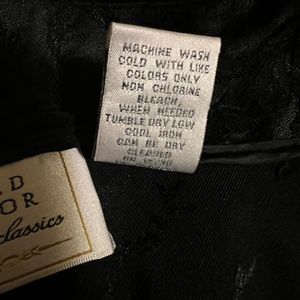 MACHINE WASH
COLD WITH LIKE
COLORS ONLY
NON CHLORINE
BLEACH,
WHEN NEEDED
TUMBLE DRY LOW
COOL IRON
CAN BE DRY
CLEANED
D
OR
classics